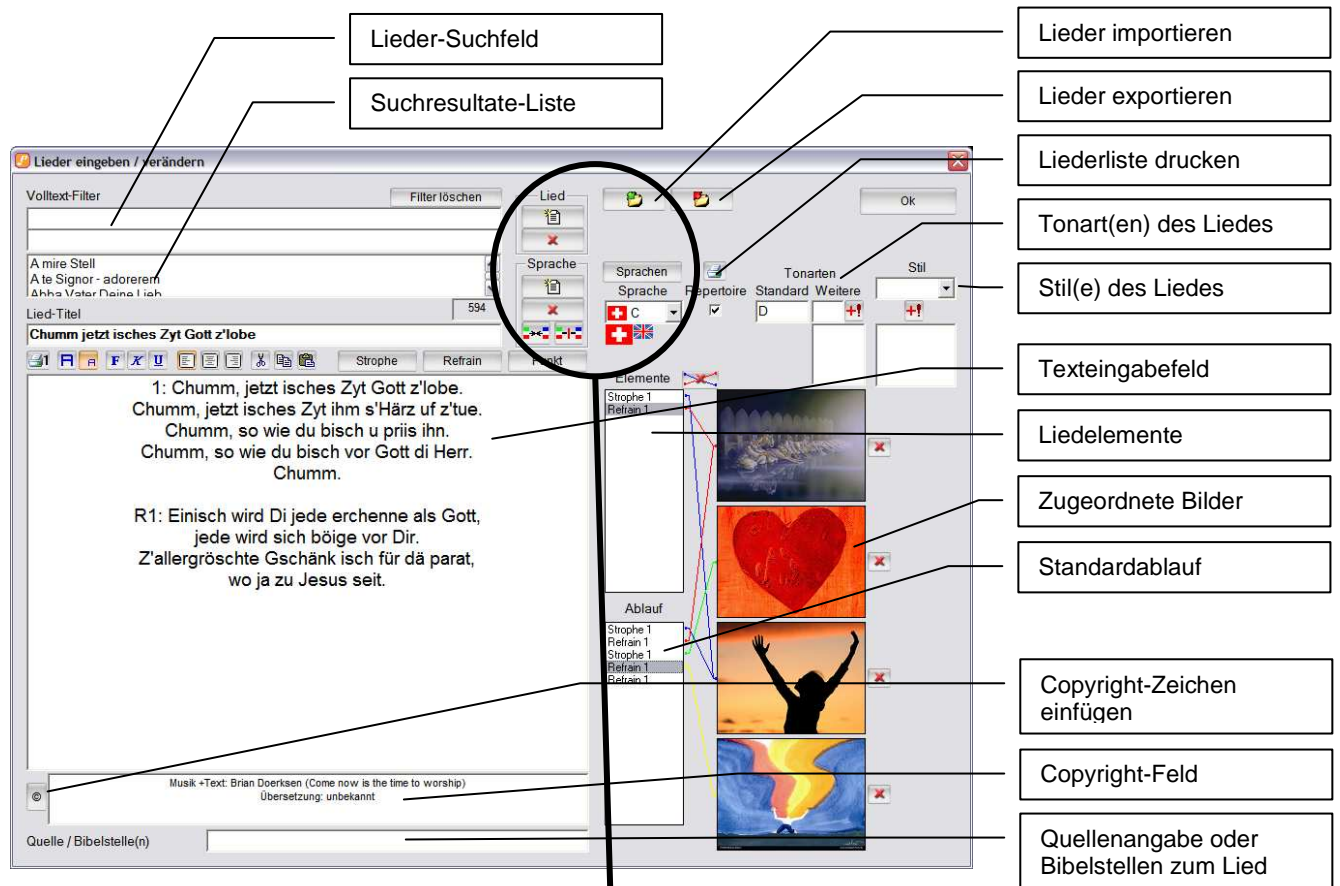 Lieder-Suchfeld
Suchresultate-Liste
Lieder importieren
Lieder exportieren
Liederliste drucken
Tonart(en) des Liedes
Stil(e) des Liedes
Texteingabefeld
Liedelemente
Zugeordnete Bilder
Standardablauf
Copyright-Zeichen
einfügen
Copyright-Feld
Quellenangabe oder
Bibelstellen zum Lied
Lieder eingeben / verändern
Volltext-Filter
Filter löschen
Lied
Ok
A mire Stell
A te Signor - adorerem
Abba Vater Deine Lieb
Sprache
Sprachen
Sprache
Repertoire
Tonarten
Standard Weitere
Stil
C
D
594
Lied-Titel
Chumm jetzt isches Zyt Gott z'lobe
1 A A F K U
Strophe
Refrain
Punkt
1: Chumm, jetzt isches Zyt Gott z'lobe.
Chumm, jetzt isches Zyt ihm s'Härz uf z'tue.
Chumm, so wie du bisch u priis ihn.
Chumm, so wie du bisch vor Gott di Herr.
Chumm.
R1: Einisch wird Di jede erchenne als Gott,
jede wird sich böige vor Dir.
Z'allergröschte Gschänk isch für dä parat,
wo ja zu Jesus seit.
Elemente
Strophe 1
Refrain 1
Ablauf
Strophe 1
Refrain 1
Strophe 1
Refrain 1
Refrain 1
©
Musik +Text: Brian Doerksen (Come now is the time to worship)
Übersetzung: unbekannt
Quelle / Bibelstelle(n)